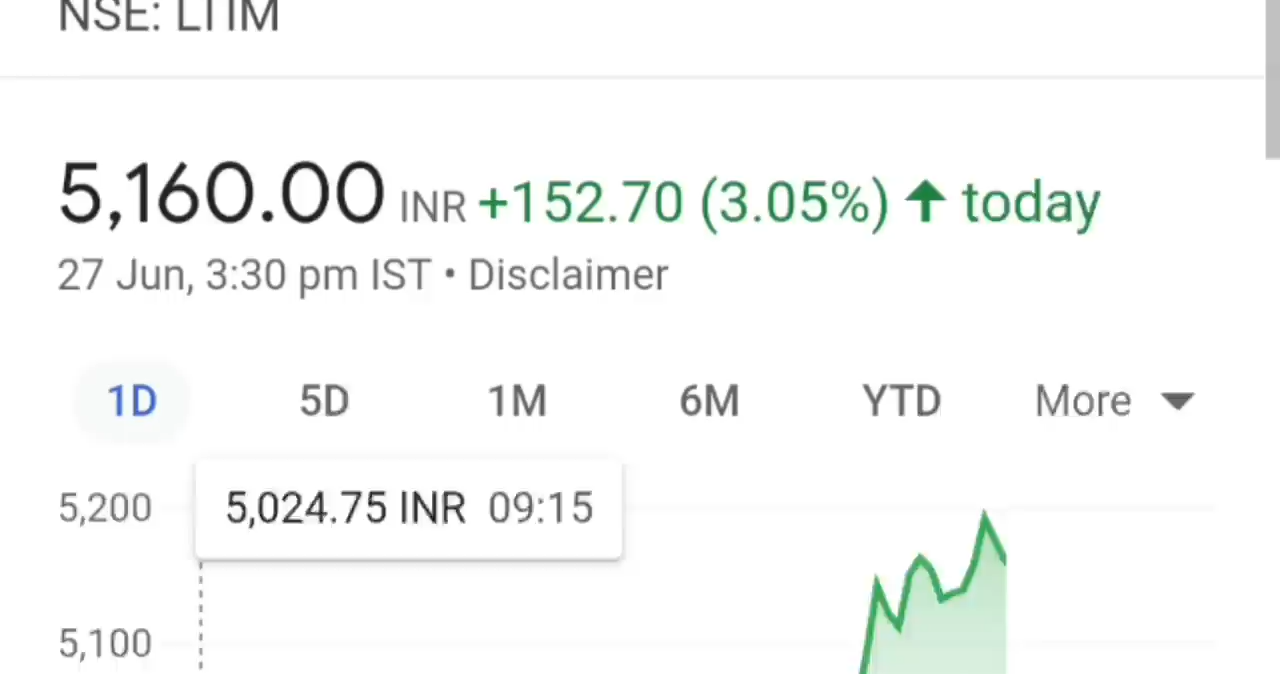 NSE: LTIM
5,160.00 INR +152.70 (3.05%) ↑ today
27 Jun, 3:30 pm IST • Disclaimer
1D 5D 1M 6M YTD More
5,200
5,024.75 INR 09:15
5,100